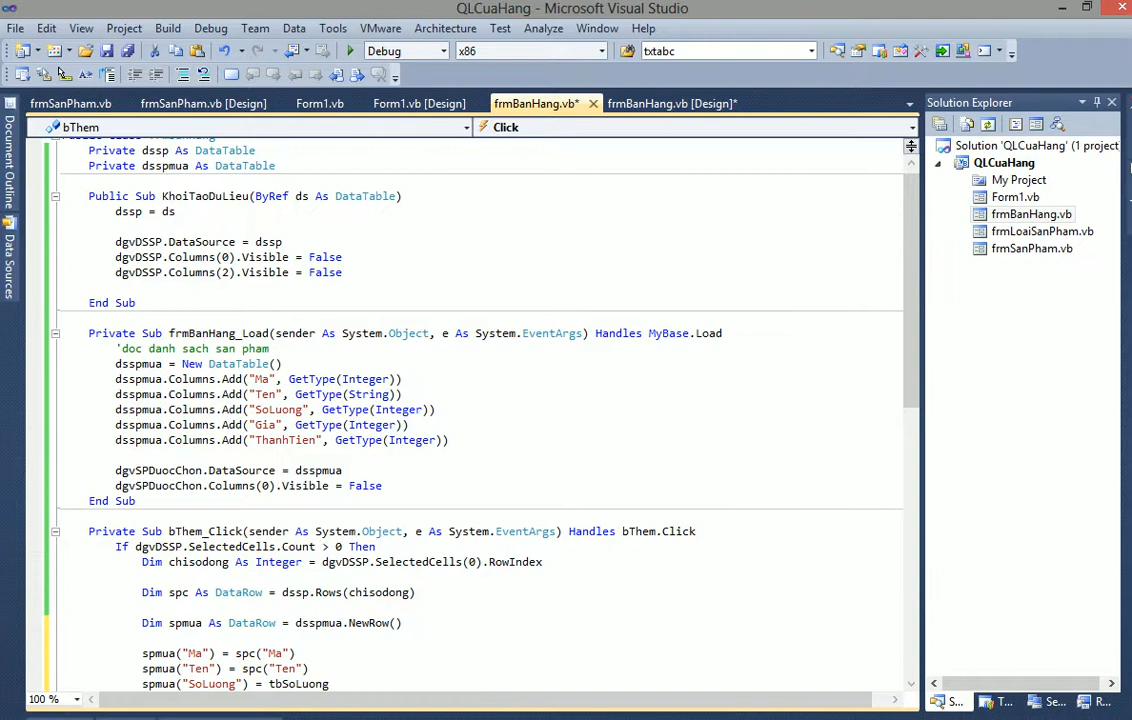 QLCuaHang - Microsoft Visual Studio
File Edit View Project Build Debug Team Data Tools VMware Architecture Test Analyze Window Help
Debug x86 txtabc
frmSanPham.vb frmSanPham.vb [Design] Form1.vb Form1.vb [Design] frmBanHang.vb* frmBanHang.vb [Design]*
bThem Click
Private dssp As DataTable
Private dsspmua As DataTable
Public Sub KhoiTaoDuLieu(ByRef ds As DataTable)
dssp = ds
dgvDSSP.DataSource = dssp
dgvDSSP.Columns(0).Visible = False
dgvDSSP.Columns(2).Visible = False
End Sub
Private Sub frmBanHang_Load(sender As System.Object, e As System.EventArgs) Handles MyBase.Load
'doc danh sach san pham
dsspmua = New DataTable()
dsspmua.Columns.Add("Ma", GetType(Integer))
dsspmua.Columns.Add("Ten", GetType(String))
dsspmua.Columns.Add("SoLuong", GetType(Integer))
dsspmua.Columns.Add("Gia", GetType(Integer))
dsspmua.Columns.Add("ThanhTien", GetType(Integer))
dgvSPDuocChon.DataSource = dsspmua
dgvSPDuocChon.Columns(0).Visible = False
End Sub
Private Sub bThem_Click(sender As System.Object, e As System.EventArgs) Handles bThem.Click
If dgvDSSP.SelectedCells.Count > 0 Then
Dim chisodong As Integer = dgvDSSP.SelectedCells(0).RowIndex
Dim spc As DataRow = dssp.Rows(chisodong)
Dim spmua As DataRow = dsspmua.NewRow()
spmua("Ma") = spc("Ma")
spmua("Ten") = spc("Ten")
spmua("SoLuong") = tbSoLuong
100 %
Document Outline
Data Sources
Solution Explorer
Solution 'QLCuaHang' (1 project)
QLCuaHang
My Project
Form1.vb
frmBanHang.vb
frmLoaiSanPham.vb
frmSanPham.vb
S... T... Se... R...